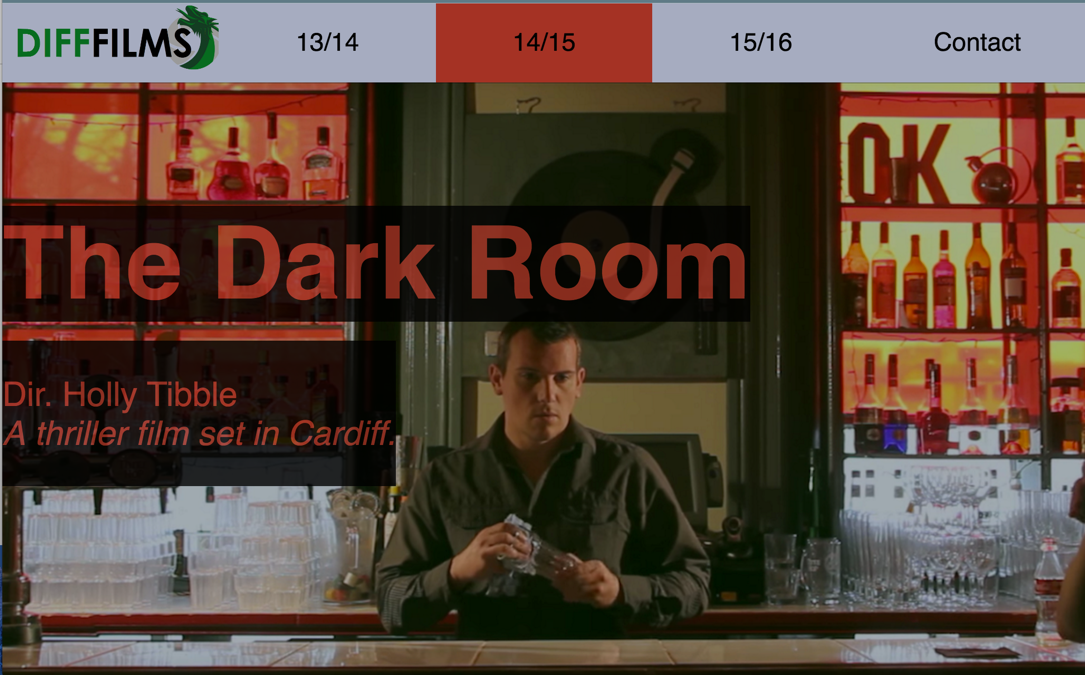 DIFFFILMS
13/14
14/15
15/16
Contact
OK
The Dark Room
Dir. Holly Tibble
A thriller film set in Cardiff.